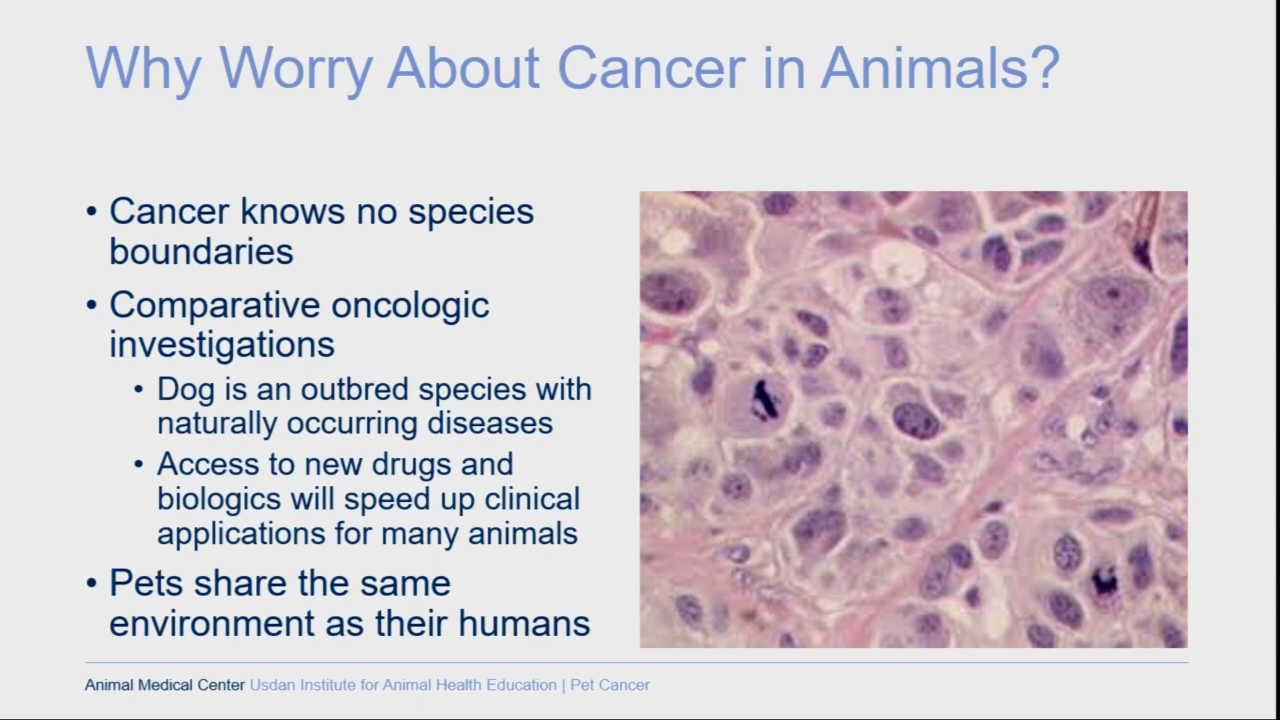 Why Worry About Cancer in Animals?
• Cancer knows no species
boundaries
• Comparative oncologic
investigations
• Dog is an outbred species with
naturally occurring diseases
• Access to new drugs and
biologics will speed up clinical
applications for many animals
• Pets share the same
environment as their humans
Animal Medical Center Usdan Institute for Animal Health Education | Pet Cancer